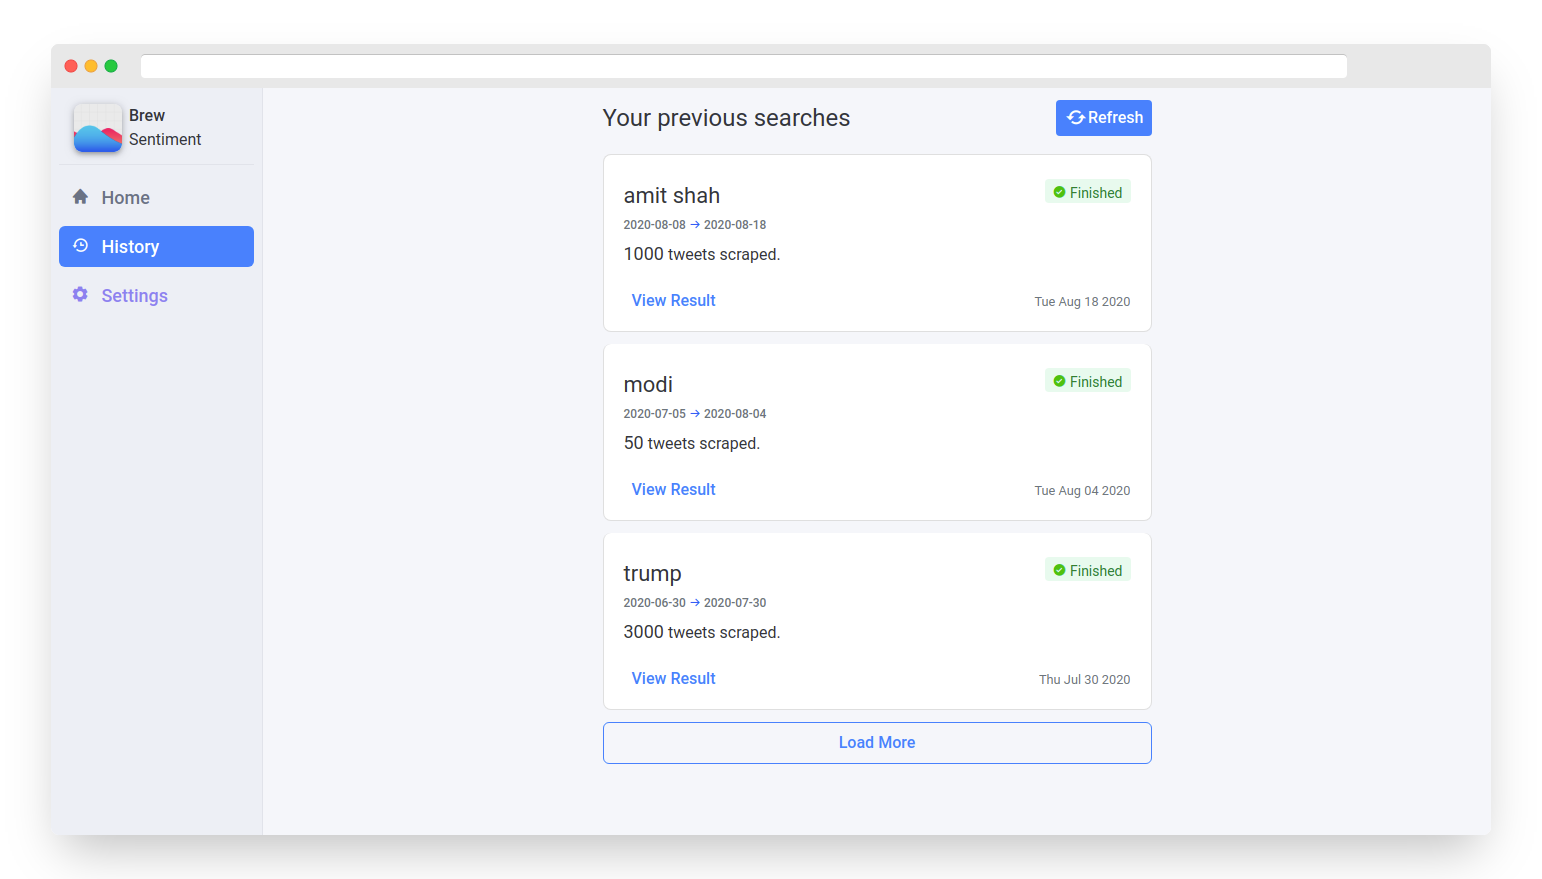 Brew
Sentiment
Home
History
Settings
Your previous searches
Refresh
amit shah
Finished
2020-08-08 → 2020-08-18
1000 tweets scraped.
View Result
Tue Aug 18 2020
modi
Finished
2020-07-05 → 2020-08-04
50 tweets scraped.
View Result
Tue Aug 04 2020
trump
Finished
2020-06-30 → 2020-07-30
3000 tweets scraped.
View Result
Thu Jul 30 2020
Load More